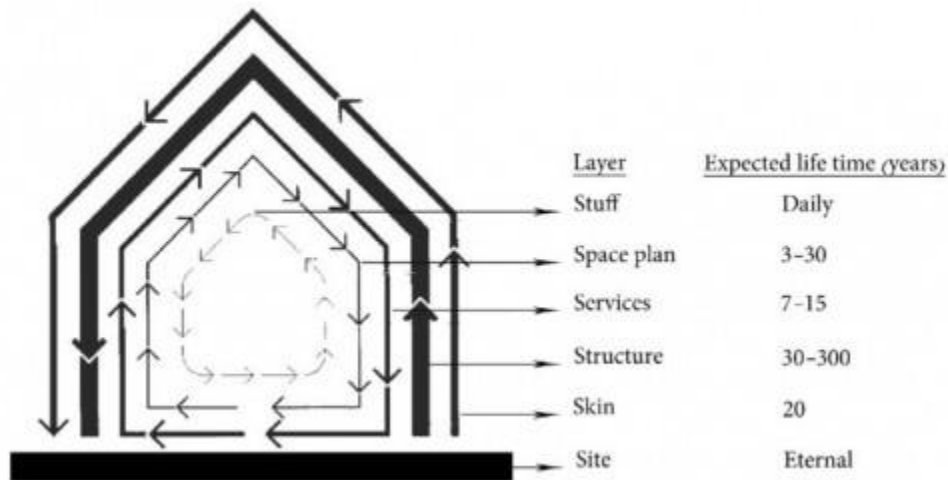 Layer Expected life time (years)
Stuff Daily
Space plan 3–30
Services 7–15
Structure 30-300
Skin 20
Site Eternal